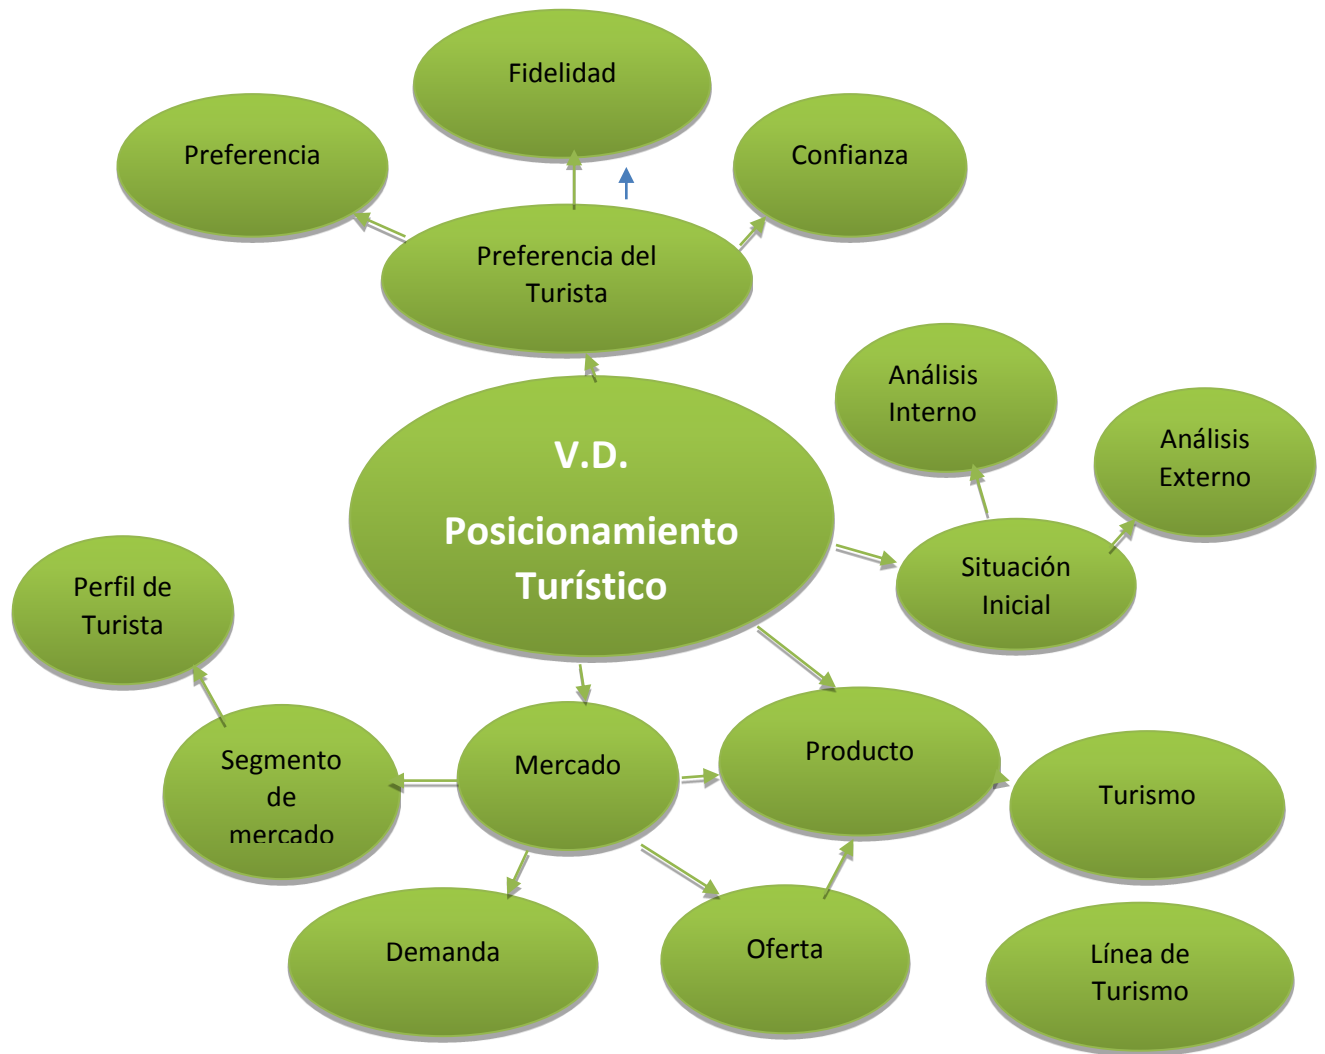 Fidelidad
Preferencia
Confianza
Preferencia del
Turista
Análisis
Interno
Análisis
Externo
V.D.
Posicionamiento
Turístico
Situación
Inicial
Perfil de
Turista
Segmento
de
mercado
Mercado
Producto
Turismo
Demanda
Oferta
Línea de
Turismo